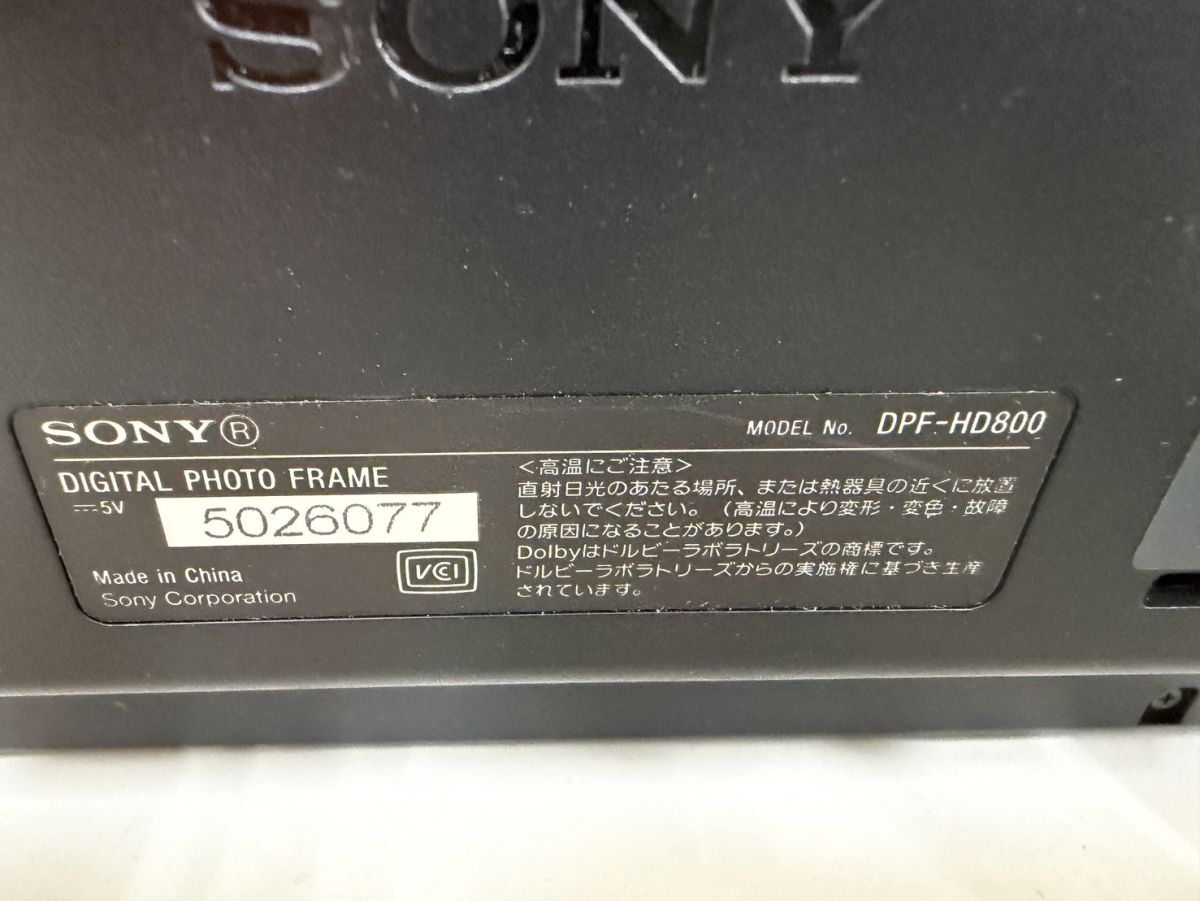 SONY
SONY®
MODEL No. DPF-HD800
DIGITAL PHOTO FRAME
⎓5V
5026077
Made in China
Sony Corporation
VCCI
<高温にご注意>
直射日光のあたる場所、または熱器具の近くに放置
しないでください。(高温により変形・変色・故障
の原因になることがあります。)
Dolbyはドルビーラボラトリーズの商標です。
ドルビーラボラトリーズからの実施権に基づき生産
されています。